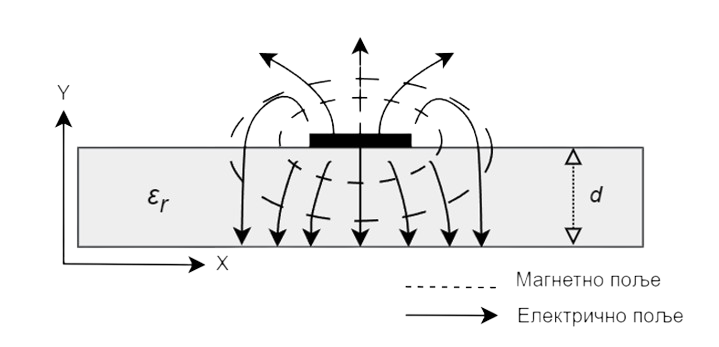 Y
εr
d
X
Магнетно поље
Електрично поље